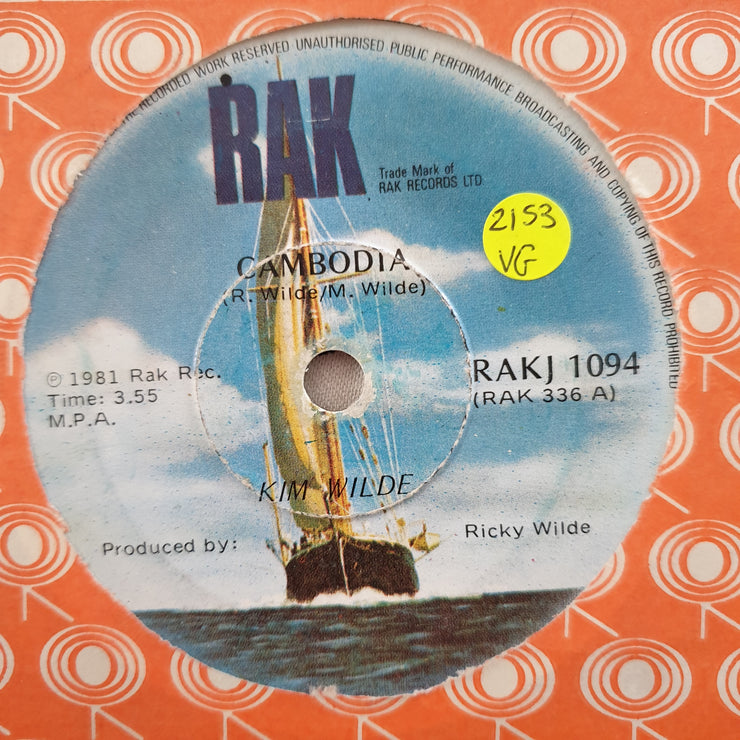 THE RECORDED WORK RESERVED UNAUTHORISED PUBLIC PERFORMANCE BROADCASTING AND COPYING OF THIS RECORD PROHIBITED
RAK
Trade Mark of
RAK RECORDS LTD
2153
VG
CAMBODIA
(R. Wilde/M. Wilde)
℗ 1981 Rak Rec.
Time: 3.55
M.P.A.
RAKJ 1094
(RAK 336 A)
KIM WILDE
Produced by: Ricky Wilde